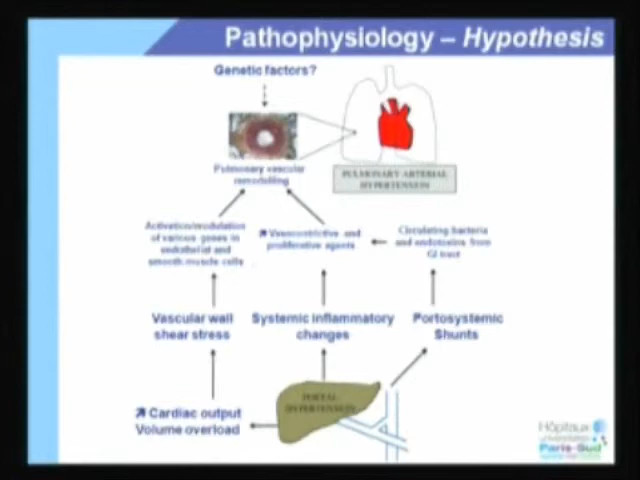 Pathophysiology – Hypothesis
Genetic factors?
Pulmonary vascular
remodelling
PULMONARY ARTERIAL
HYPERTENSION
Activation/modulation
of various genes in
endothelial and
smooth muscle cells
Vasoconstrictive and
proliferative agents
Circulating bacteria
and endotoxins from
GI tract
Vascular wall
shear stress
Systemic inflammatory
changes
Portosystemic
Shunts
PORTAL
HYPERTENSION
Cardiac output
Volume overload
Hôpitaux
universitaires
Paris-Sud